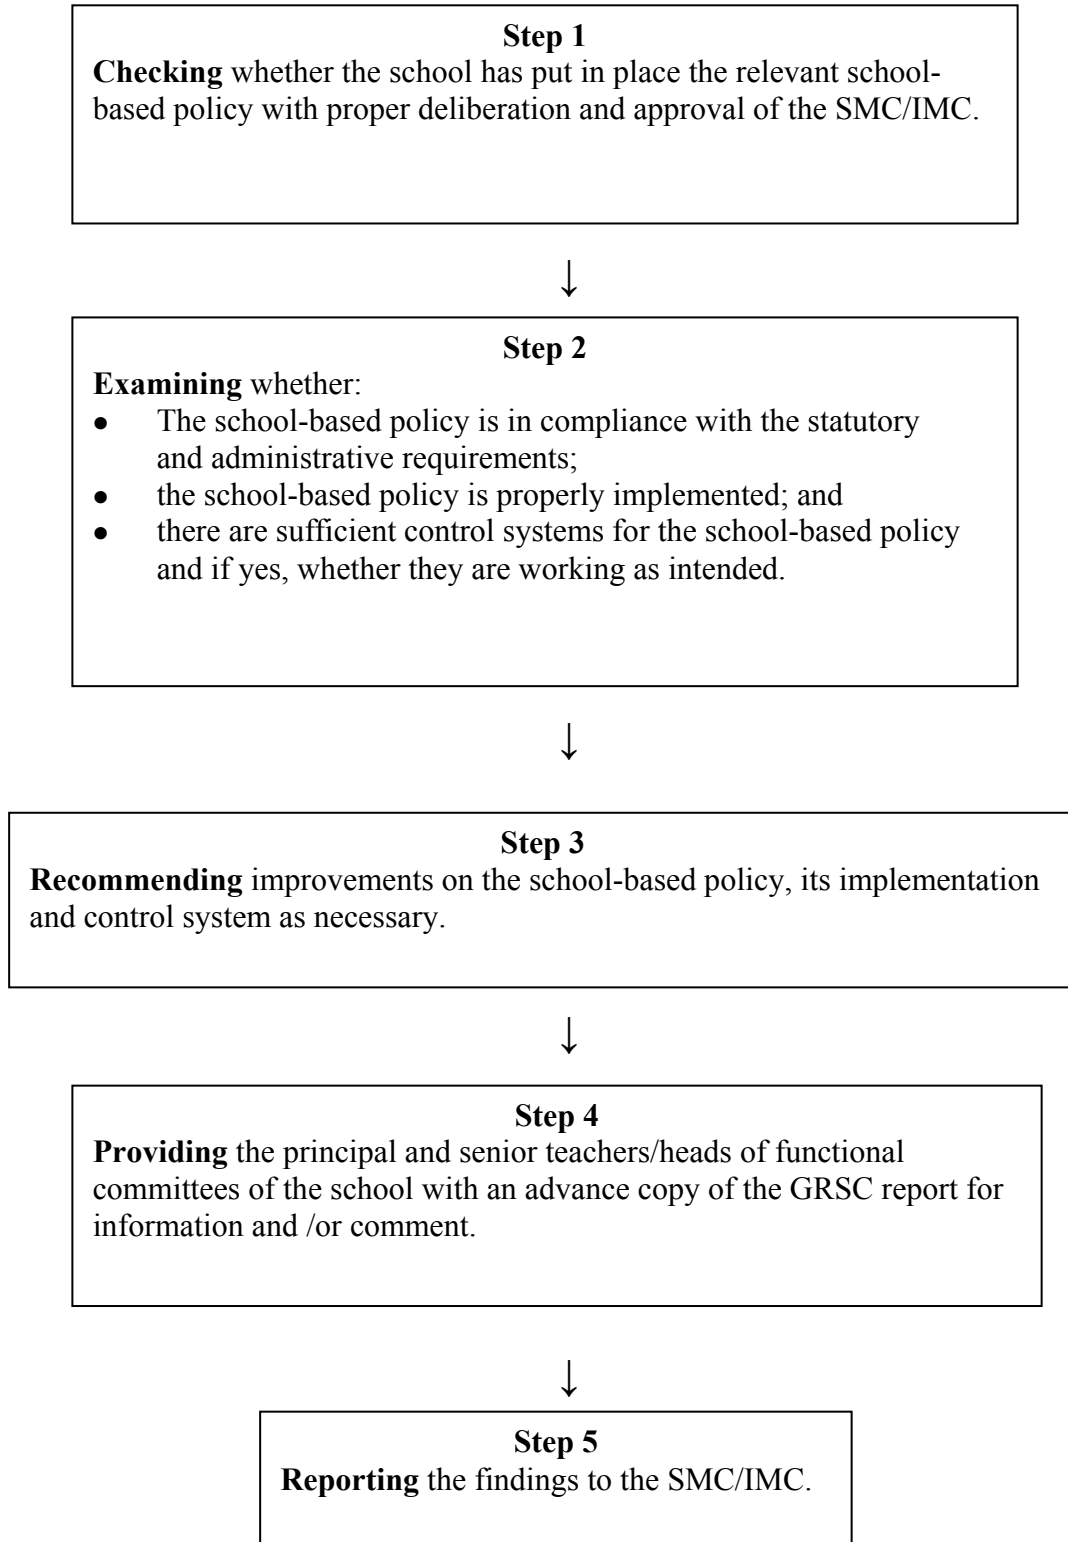 Step 1
Checking whether the school has put in place the relevant school-
based policy with proper deliberation and approval of the SMC/IMC.
↓
Step 2
Examining whether:
● The school-based policy is in compliance with the statutory
and administrative requirements;
● the school-based policy is properly implemented; and
● there are sufficient control systems for the school-based policy
and if yes, whether they are working as intended.
↓
Step 3
Recommending improvements on the school-based policy, its implementation
and control system as necessary.
↓
Step 4
Providing the principal and senior teachers/heads of functional
committees of the school with an advance copy of the GRSC report for
information and /or comment.
↓
Step 5
Reporting the findings to the SMC/IMC.